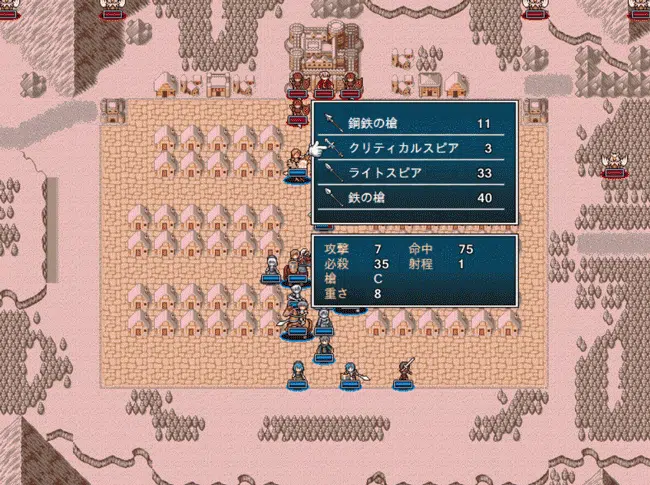 鋼鉄の槍 11
クリティカルスピア 3
ライトスピア 33
鉄の槍 40
攻撃 7 命中 75
必殺 35 射程 1
槍 C
重さ 8